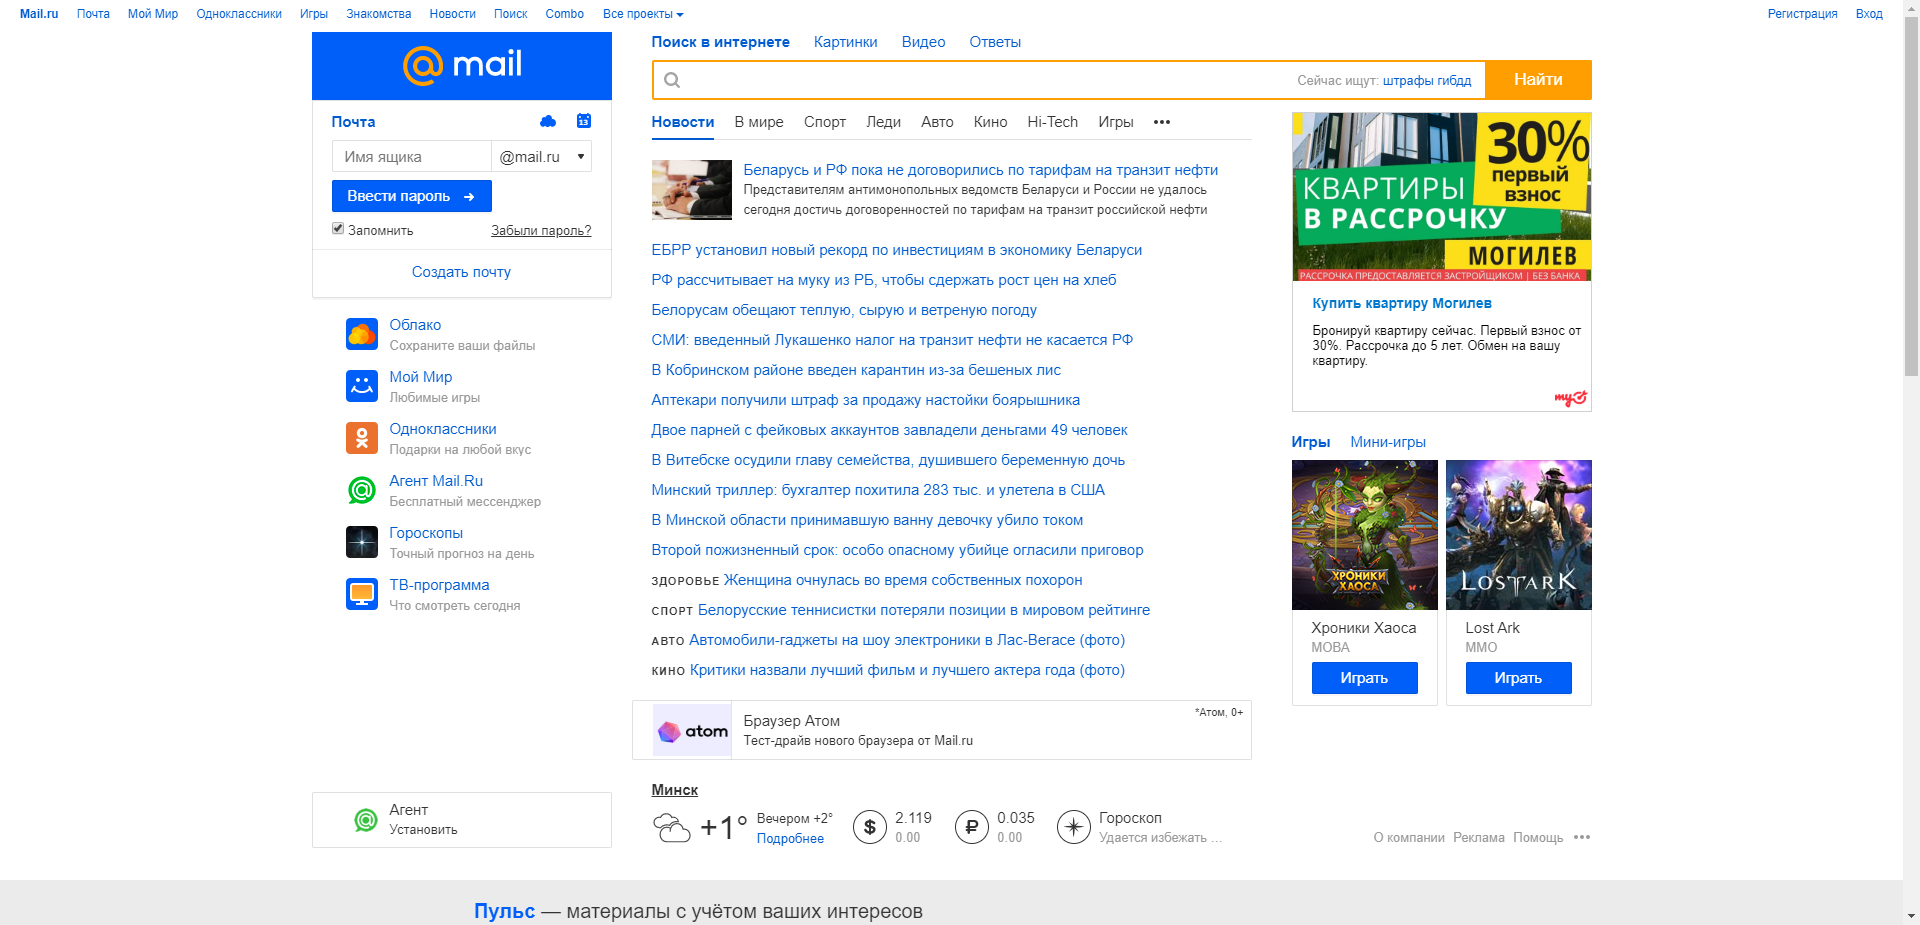 Mail.ru Почта Мой Мир Одноклассники Игры Знакомства Новости Поиск Combo Все проекты
Регистрация Вход
mail
Почта
13
Имя ящика
@mail.ru
Ввести пароль
Запомнить
Забыли пароль?
Создать почту
Облако
Сохраните ваши файлы
Мой Мир
Любимые игры
Одноклассники
Подарки на любой вкус
Агент Mail.Ru
Бесплатный мессенджер
Гороскопы
Точный прогноз на день
ТВ-программа
Что смотреть сегодня
Агент
Установить
Поиск в интернете Картинки Видео Ответы
Сейчас ищут: штрафы гибдд
Найти
Новости В мире Спорт Леди Авто Кино Hi-Tech Игры •••
Беларусь и РФ пока не договорились по тарифам на транзит нефти
Представителям антимонопольных ведомств Беларуси и России не удалось
сегодня достичь договоренностей по тарифам на транзит российской нефти
ЕБРР установил новый рекорд по инвестициям в экономику Беларуси
РФ рассчитывает на муку из РБ, чтобы сдержать рост цен на хлеб
Белорусам обещают теплую, сырую и ветреную погоду
СМИ: введенный Лукашенко налог на транзит нефти не касается РФ
В Кобринском районе введен карантин из-за бешеных лис
Аптекари получили штраф за продажу настойки боярышника
Двое парней с фейковых аккаунтов завладели деньгами 49 человек
В Витебске осудили главу семейства, душившего беременную дочь
Минский триллер: бухгалтер похитила 283 тыс. и улетела в США
В Минской области принимавшую ванну девочку убило током
Второй пожизненный срок: особо опасному убийце огласили приговор
ЗДОРОВЬЕ Женщина очнулась во время собственных похорон
СПОРТ Белорусские теннисистки потеряли позиции в мировом рейтинге
АВТО Автомобили-гаджеты на шоу электроники в Лас-Вегасе (фото)
КИНО Критики назвали лучший фильм и лучшего актера года (фото)
atom
Браузер Атом
Тест-драйв нового браузера от Mail.ru
*Атом, 0+
Минск
+1°
Вечером +2°
Подробнее
$
2.119
0.00
₽
0.035
0.00
Гороскоп
Удается избежать ...
30%
первый
взнос
КВАРТИРЫ
В РАССРОЧКУ
МОГИЛЕВ
РАССРОЧКА ПРЕДОСТАВЛЯЕТСЯ ЗАСТРОЙЩИКОМ | БЕЗ БАНКА
Купить квартиру Могилев
Бронируй квартиру сейчас. Первый взнос от
30%. Рассрочка до 5 лет. Обмен на вашу
квартиру.
my
Игры Мини-игры
ХРОНИКИ
ХАОСА
LOST ARK
Хроники Хаоса
MOBA
Играть
Lost Ark
MMO
Играть
О компании Реклама Помощь •••
Пульс — материалы с учётом ваших интересов